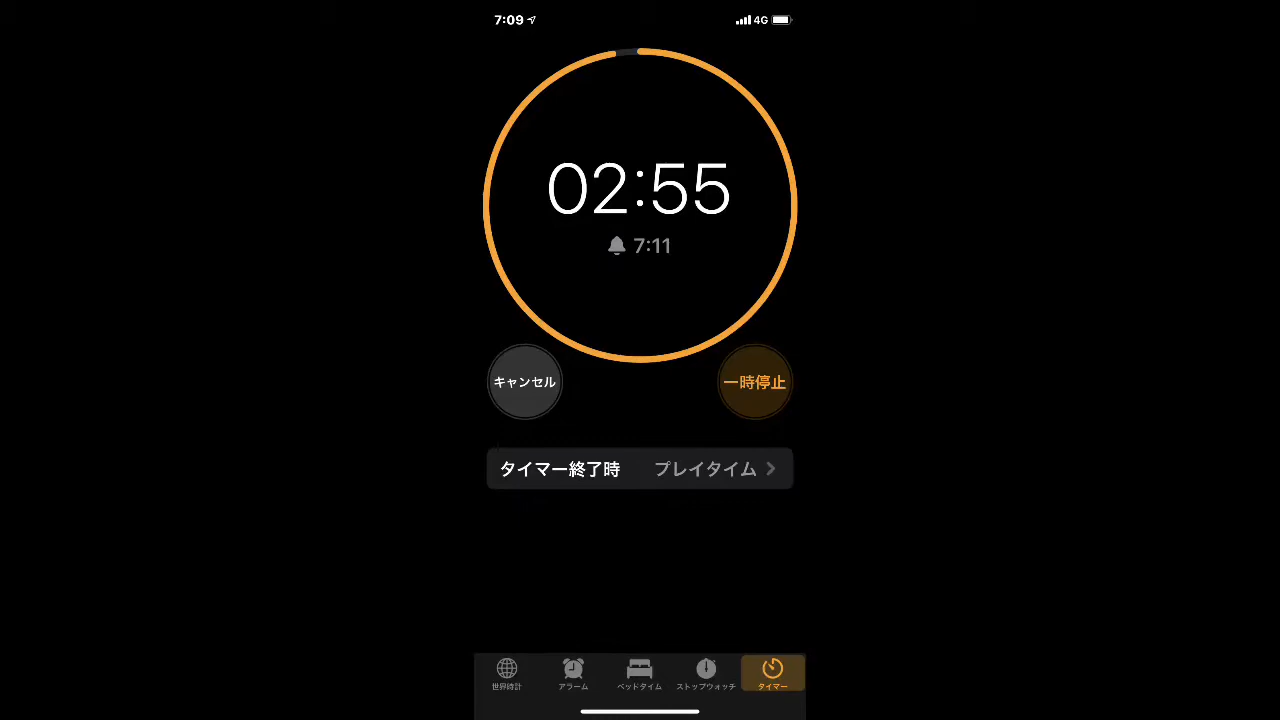 7:09
4G
02:55
7:11
キャンセル
一時停止
タイマー終了時 プレイタイム
世界時計 アラーム ベッドタイム ストップウォッチ タイマー